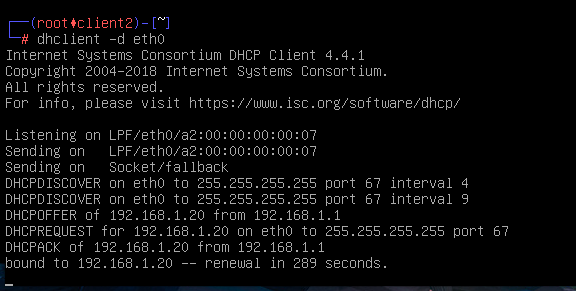 (root♦client2)-[~]
# dhclient -d eth0
Internet Systems Consortium DHCP Client 4.4.1
Copyright 2004-2018 Internet Systems Consortium.
All rights reserved.
For info, please visit https://www.isc.org/software/dhcp/

Listening on LPF/eth0/a2:00:00:00:00:07
Sending on   LPF/eth0/a2:00:00:00:00:07
Sending on   Socket/fallback
DHCPDISCOVER on eth0 to 255.255.255.255 port 67 interval 4
DHCPDISCOVER on eth0 to 255.255.255.255 port 67 interval 9
DHCPOFFER of 192.168.1.20 from 192.168.1.1
DHCPREQUEST for 192.168.1.20 on eth0 to 255.255.255.255 port 67
DHCPACK of 192.168.1.20 from 192.168.1.1
bound to 192.168.1.20 -- renewal in 289 seconds.